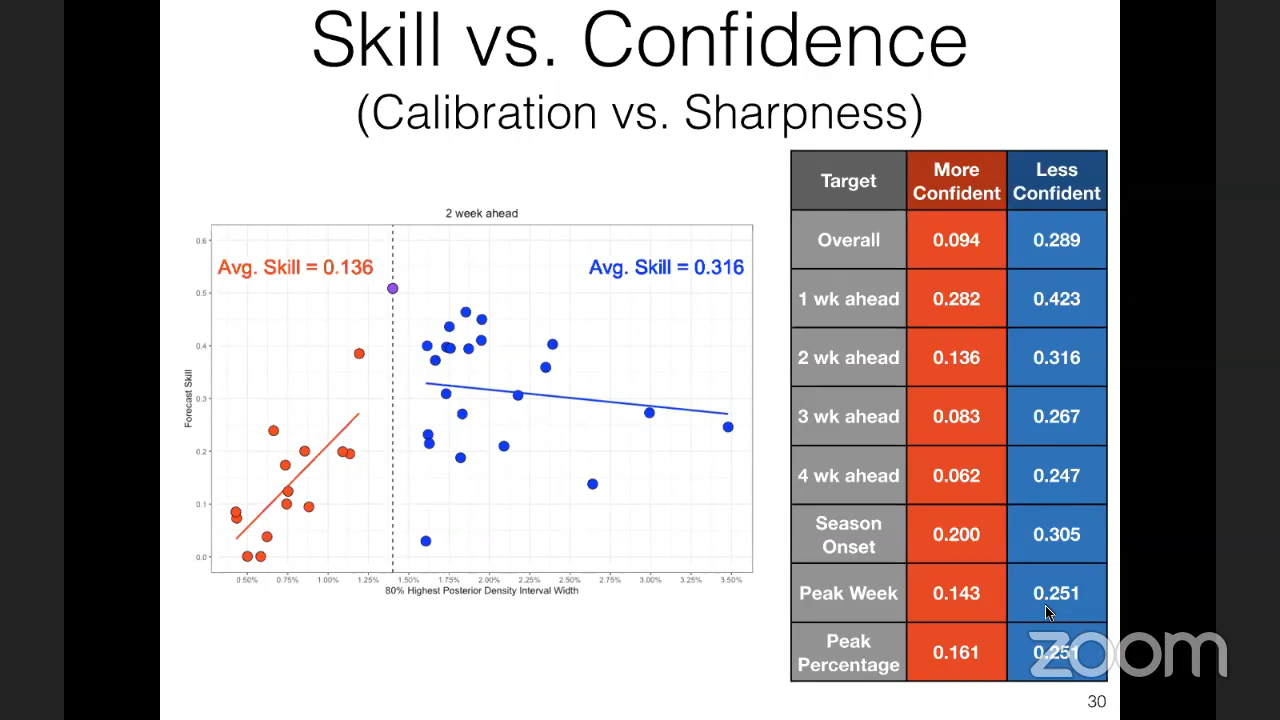 Skill vs. Confidence
(Calibration vs. Sharpness)
2 week ahead
Avg. Skill = 0.136
Avg. Skill = 0.316
Forecast Skill
0.6
0.5
0.4
0.3
0.2
0.1
0.0
0.50% 0.75% 1.00% 1.25% 1.50% 1.75% 2.00% 2.25% 2.50% 2.75% 3.00% 3.25% 3.50%
80% Highest Posterior Density Interval Width
Target More Confident Less Confident
Overall 0.094 0.289
1 wk ahead 0.282 0.423
2 wk ahead 0.136 0.316
3 wk ahead 0.083 0.267
4 wk ahead 0.062 0.247
Season Onset 0.200 0.305
Peak Week 0.143 0.251
Peak Percentage 0.161 0.251
zoom
30